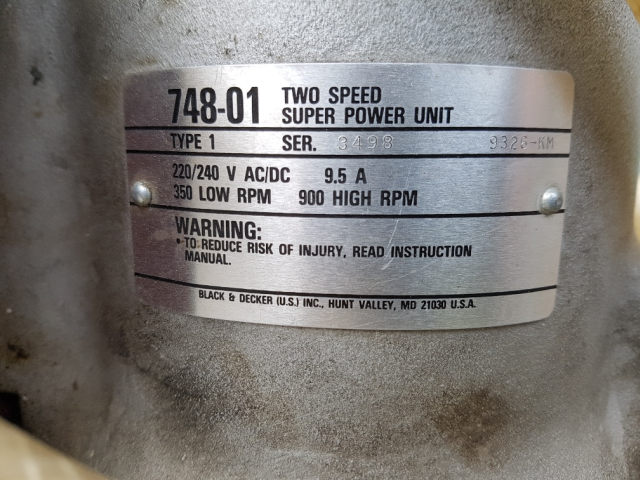 748-01 TWO SPEED
SUPER POWER UNIT
TYPE 1 SER. 3498 9326-KM
220/240 V AC/DC 9.5 A
350 LOW RPM 900 HIGH RPM
WARNING:
• TO REDUCE RISK OF INJURY, READ INSTRUCTION
MANUAL.
BLACK & DECKER (U.S.) INC., HUNT VALLEY, MD 21030 U.S.A.